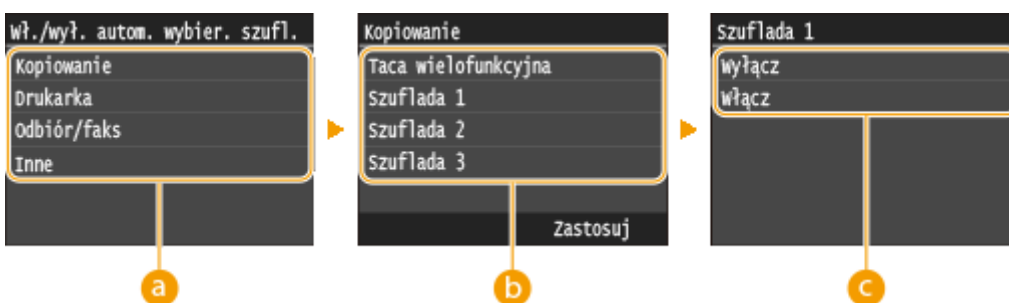 Wł./wył. autom. wybier. szufl.
Kopiowanie
Drukarka
Odbiór/faks
Inne
a
Kopiowanie
Taca wielofunkcyjna
Szuflada 1
Szuflada 2
Szuflada 3
Zastosuj
b
Szuflada 1
Wyłącz
Włącz
c